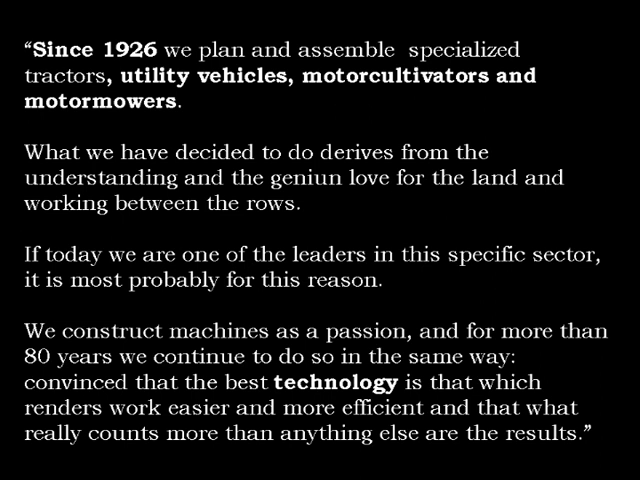 “Since 1926 we plan and assemble specialized
tractors, utility vehicles, motorcultivators and
motormowers.
What we have decided to do derives from the
understanding and the geniun love for the land and
working between the rows.
If today we are one of the leaders in this specific sector,
it is most probably for this reason.
We construct machines as a passion, and for more than
80 years we continue to do so in the same way:
convinced that the best technology is that which
renders work easier and more efficient and that what
really counts more than anything else are the results.”